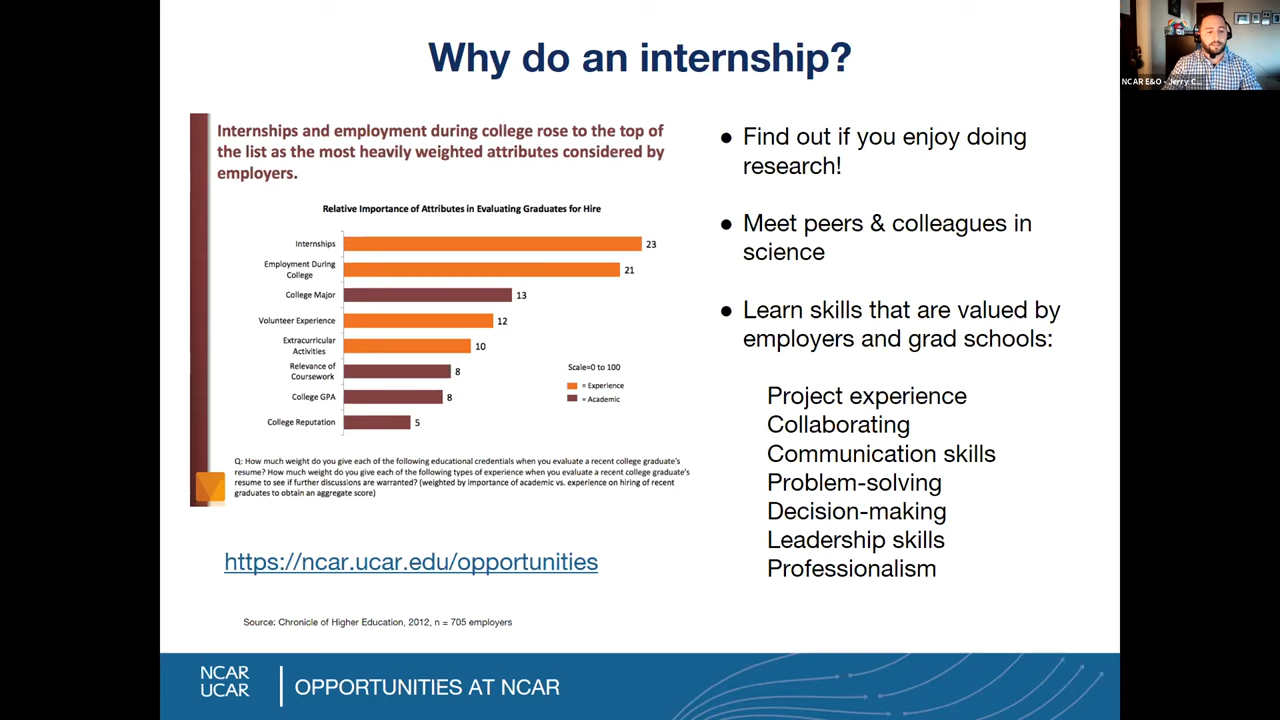 Why do an internship?
NCAR E&O - Jerry C...
Internships and employment during college rose to the top of
the list as the most heavily weighted attributes considered by
employers.
Relative Importance of Attributes in Evaluating Graduates for Hire
Internships 23
Employment During
College 21
College Major 13
Volunteer Experience 12
Extracurricular
Activities 10
Relevance of
Coursework 8
College GPA 8
College Reputation 5
Scale=0 to 100
= Experience
= Academic
Q: How much weight do you give each of the following educational credentials when you evaluate a recent college graduate's
resume? How much weight do you give each of the following types of experience when you evaluate a recent college graduate's
resume to see if further discussions are warranted? (weighted by importance of academic vs. experience on hiring of recent
graduates to obtain an aggregate score)
https://ncar.ucar.edu/opportunities
Source: Chronicle of Higher Education, 2012, n = 705 employers
● Find out if you enjoy doing
research!
● Meet peers & colleagues in
science
● Learn skills that are valued by
employers and grad schools:
Project experience
Collaborating
Communication skills
Problem-solving
Decision-making
Leadership skills
Professionalism
NCAR
UCAR
OPPORTUNITIES AT NCAR